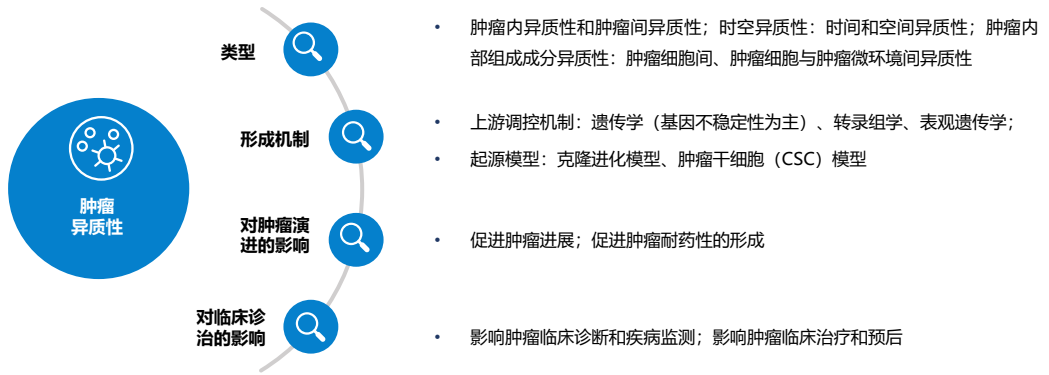 肿瘤
异质性
类型
• 肿瘤内异质性和肿瘤间异质性；时空异质性：时间和空间异质性；肿瘤内
部组成成分异质性：肿瘤细胞间、肿瘤细胞与肿瘤微环境间异质性
形成机制
• 上游调控机制：遗传学（基因不稳定性为主）、转录组学、表观遗传学；
• 起源模型：克隆进化模型、肿瘤干细胞（CSC）模型
对肿瘤演
进的影响
• 促进肿瘤进展；促进肿瘤耐药性的形成
对临床诊
治的影响
• 影响肿瘤临床诊断和疾病监测；影响肿瘤临床治疗和预后